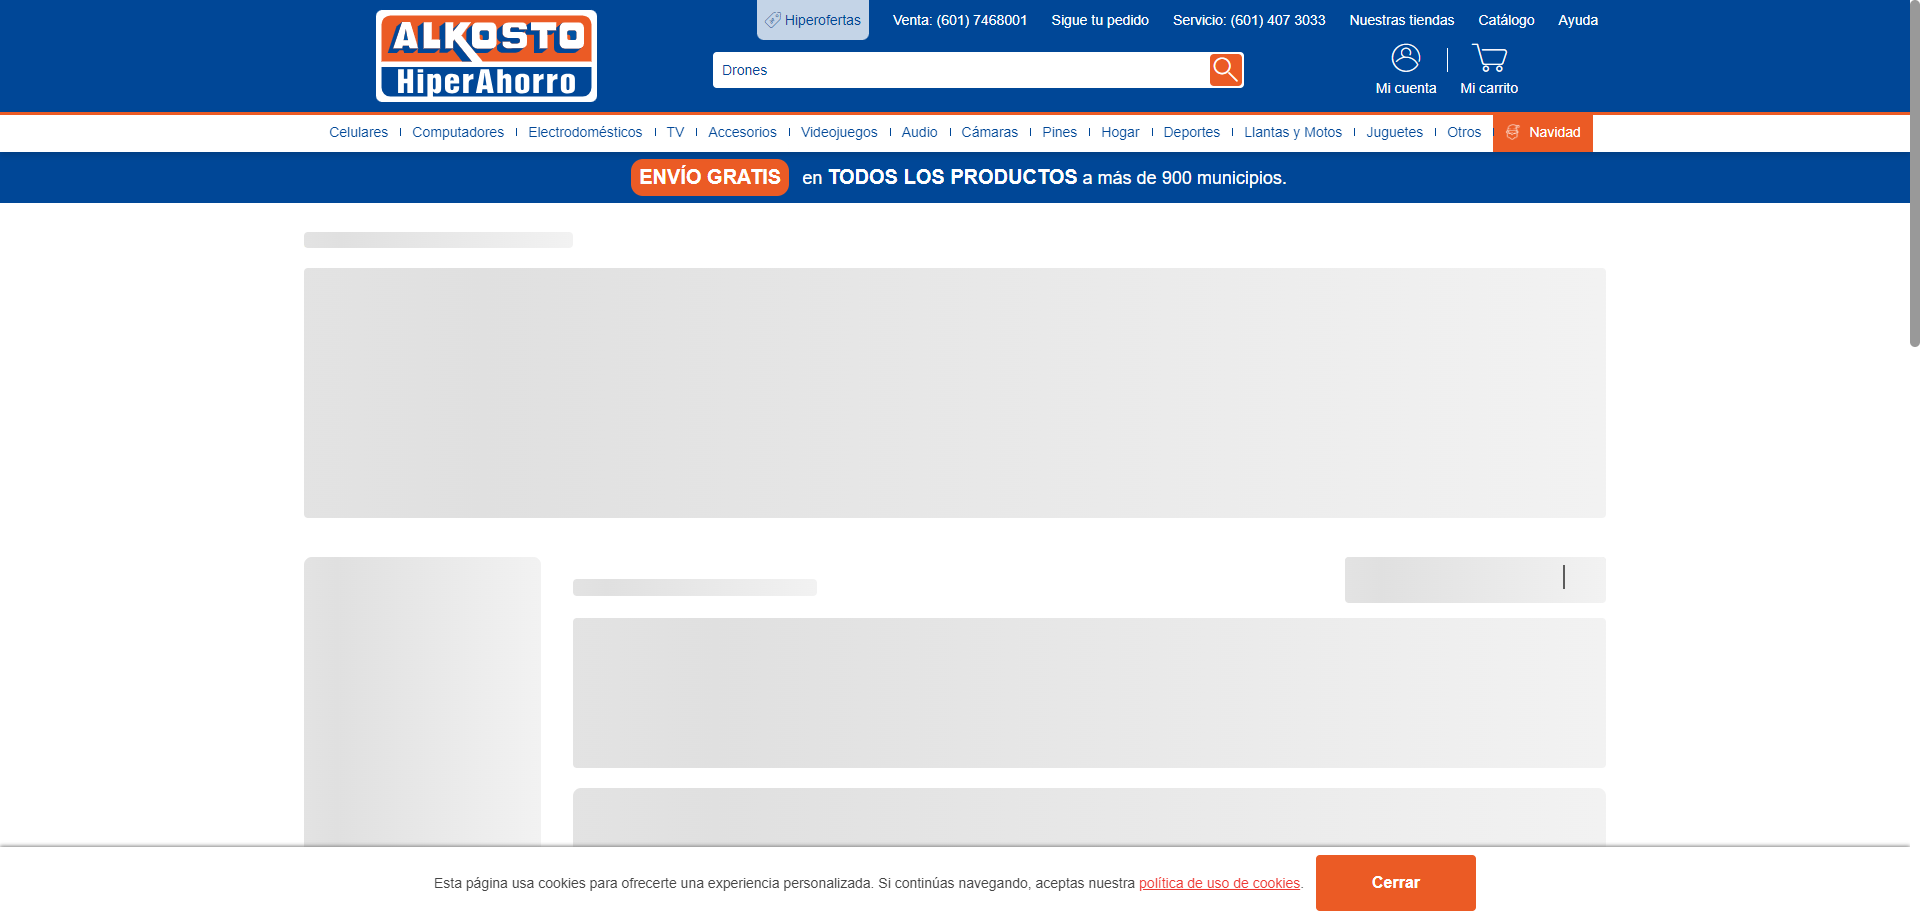 ALKOSTO
HiperAhorro
Hiperofertas
Venta: (601) 7468001
Sigue tu pedido
Servicio: (601) 407 3033
Nuestras tiendas
Catálogo
Ayuda
Drones
Mi cuenta
Mi carrito
Celulares
Computadores
Electrodomésticos
TV
Accesorios
Videojuegos
Audio
Cámaras
Pines
Hogar
Deportes
Llantas y Motos
Juguetes
Otros
Navidad
ENVÍO GRATIS en TODOS LOS PRODUCTOS a más de 900 municipios.
Esta página usa cookies para ofrecerte una experiencia personalizada. Si continúas navegando, aceptas nuestra política de uso de cookies.
Cerrar